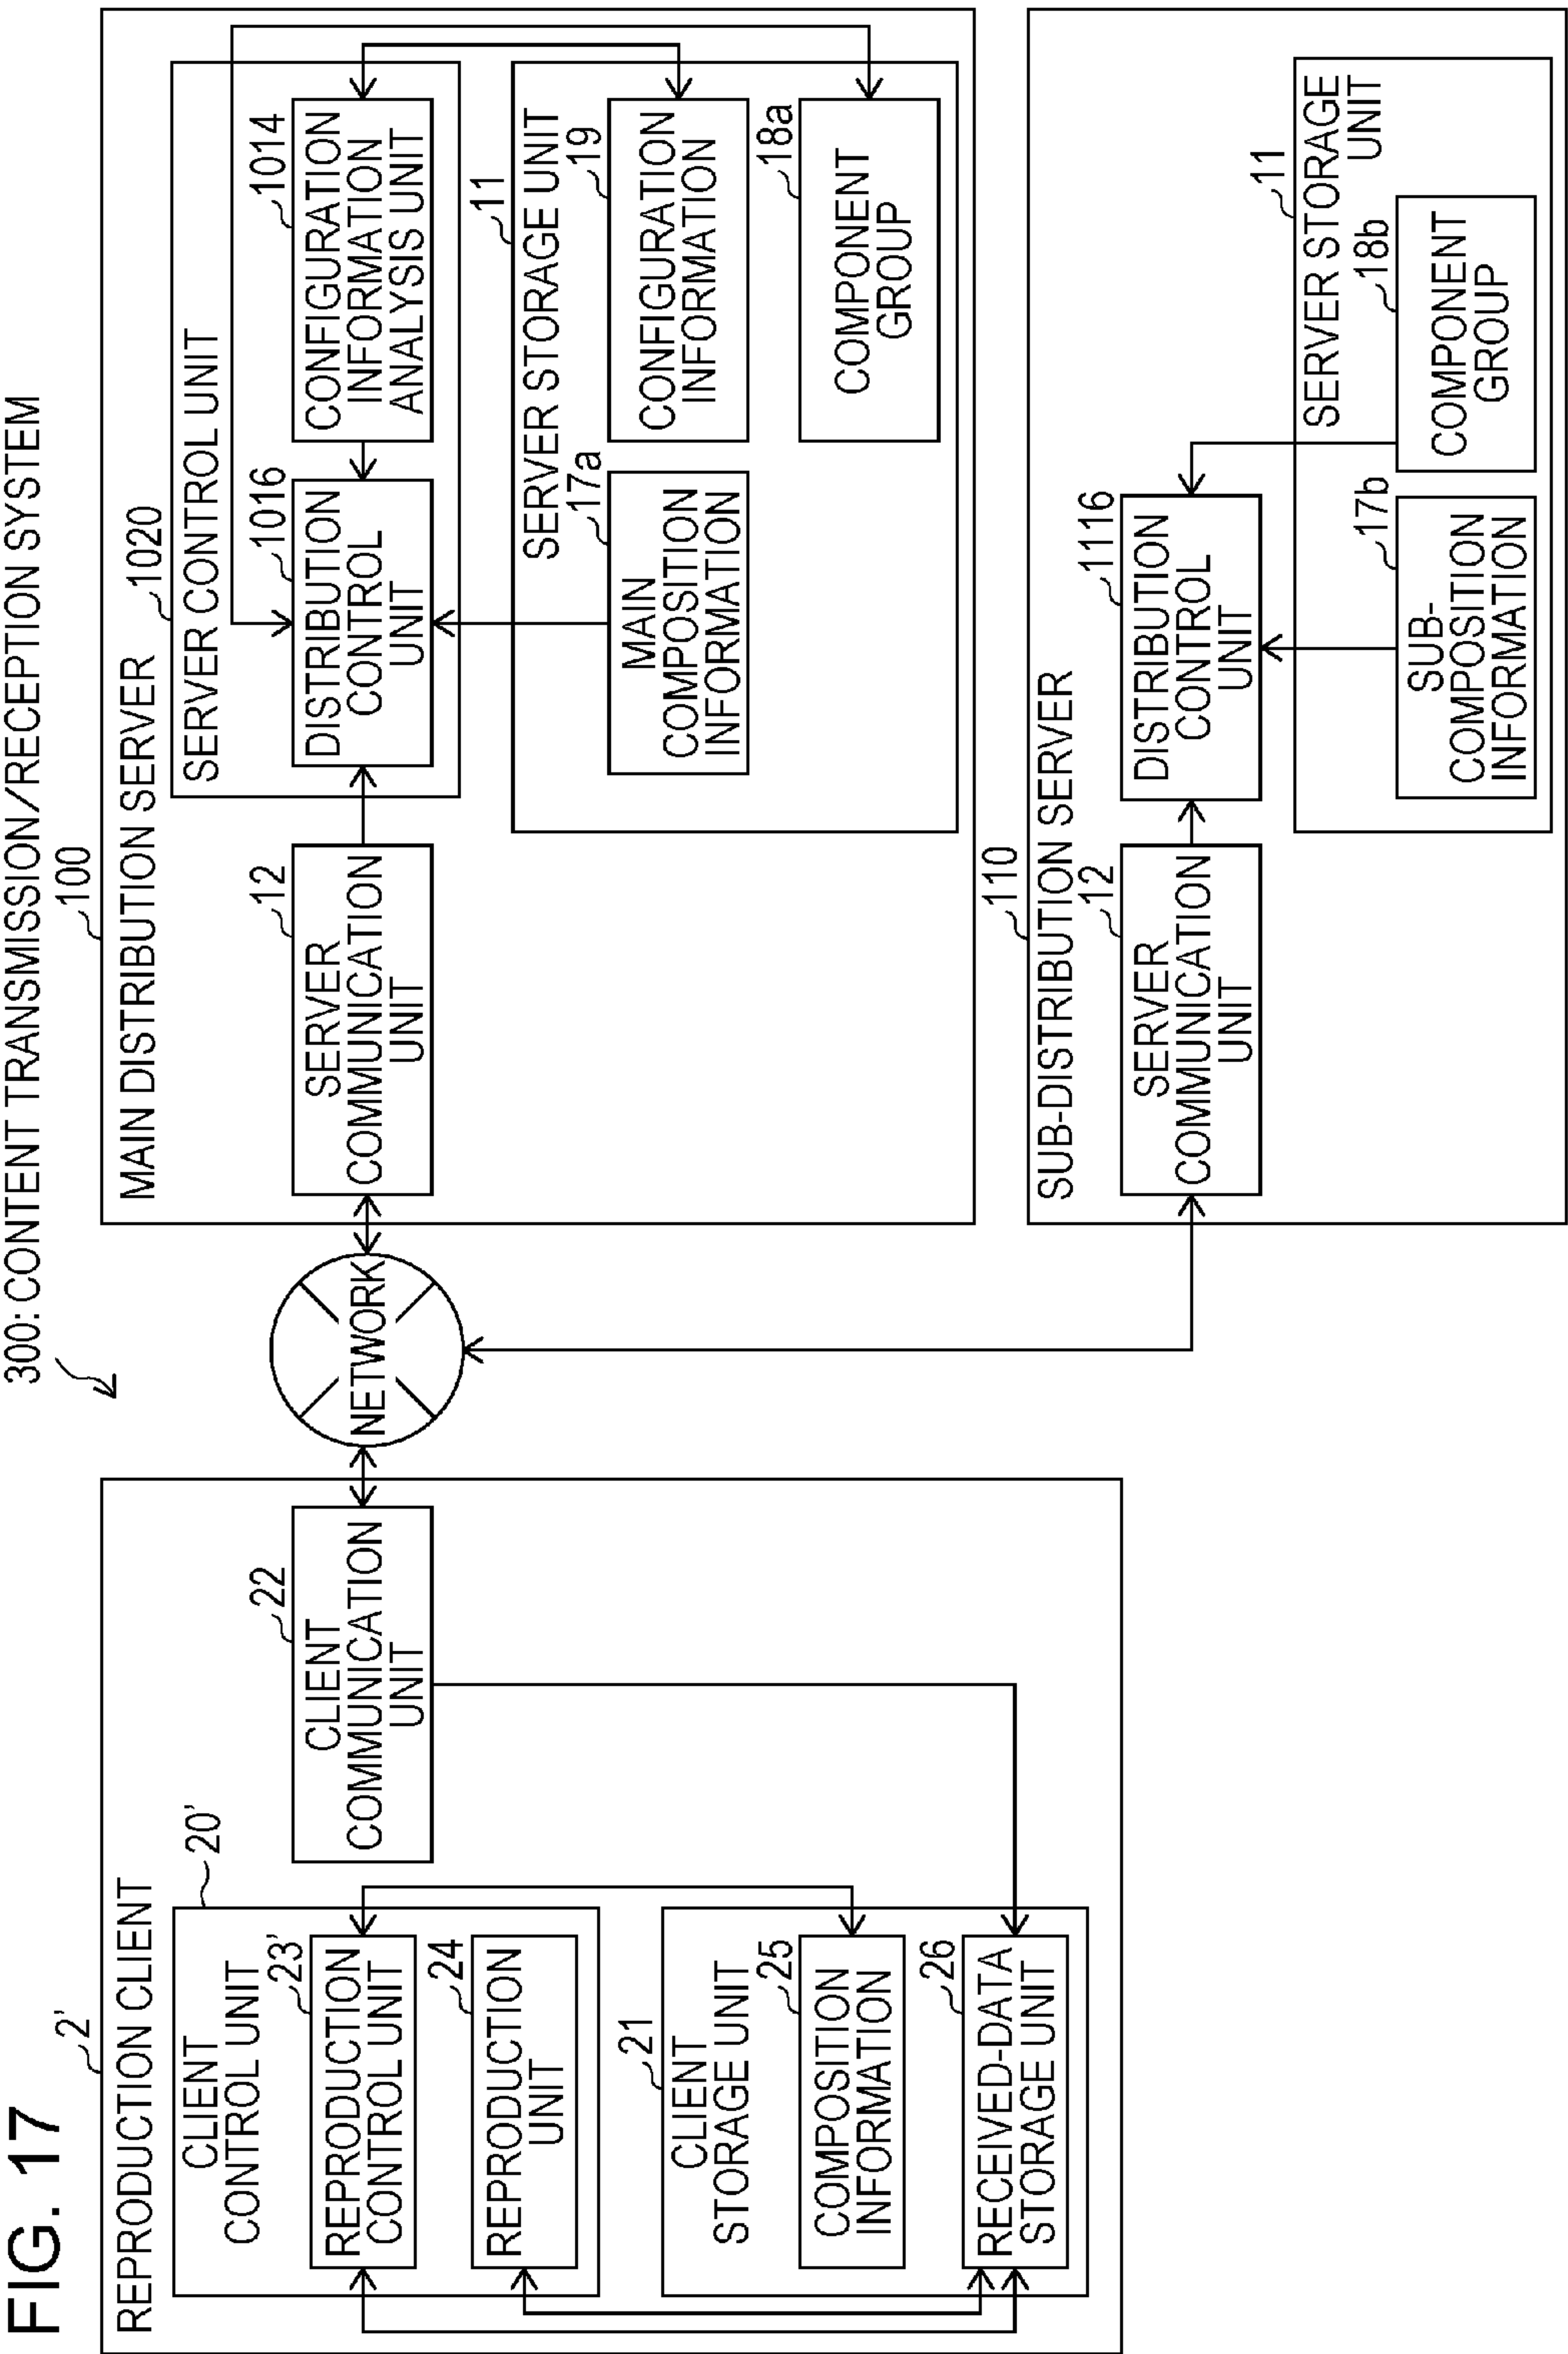 FIG. 17
300: CONTENT TRANSMISSION/RECEPTION SYSTEM
2'
REPRODUCTION CLIENT
20'
CLIENT
CONTROL UNIT
23'
REPRODUCTION
CONTROL UNIT
24
REPRODUCTION
UNIT
21
CLIENT
STORAGE UNIT
25
COMPOSITION
INFORMATION
26
RECEIVED-DATA
STORAGE UNIT
22
CLIENT
COMMUNICATION
UNIT
NETWORK
100
MAIN DISTRIBUTION SERVER
12
SERVER
COMMUNICATION
UNIT
1020
SERVER CONTROL UNIT
1016
DISTRIBUTION
CONTROL
UNIT
1014
CONFIGURATION
INFORMATION
ANALYSIS UNIT
11
SERVER STORAGE UNIT
17a
MAIN
COMPOSITION
INFORMATION
19
CONFIGURATION
INFORMATION
18a
COMPONENT
GROUP
110
SUB-DISTRIBUTION SERVER
12
SERVER
COMMUNICATION
UNIT
1116
DISTRIBUTION
CONTROL
UNIT
11
SERVER STORAGE
UNIT
17b
SUB-
COMPOSITION
INFORMATION
18b
COMPONENT
GROUP